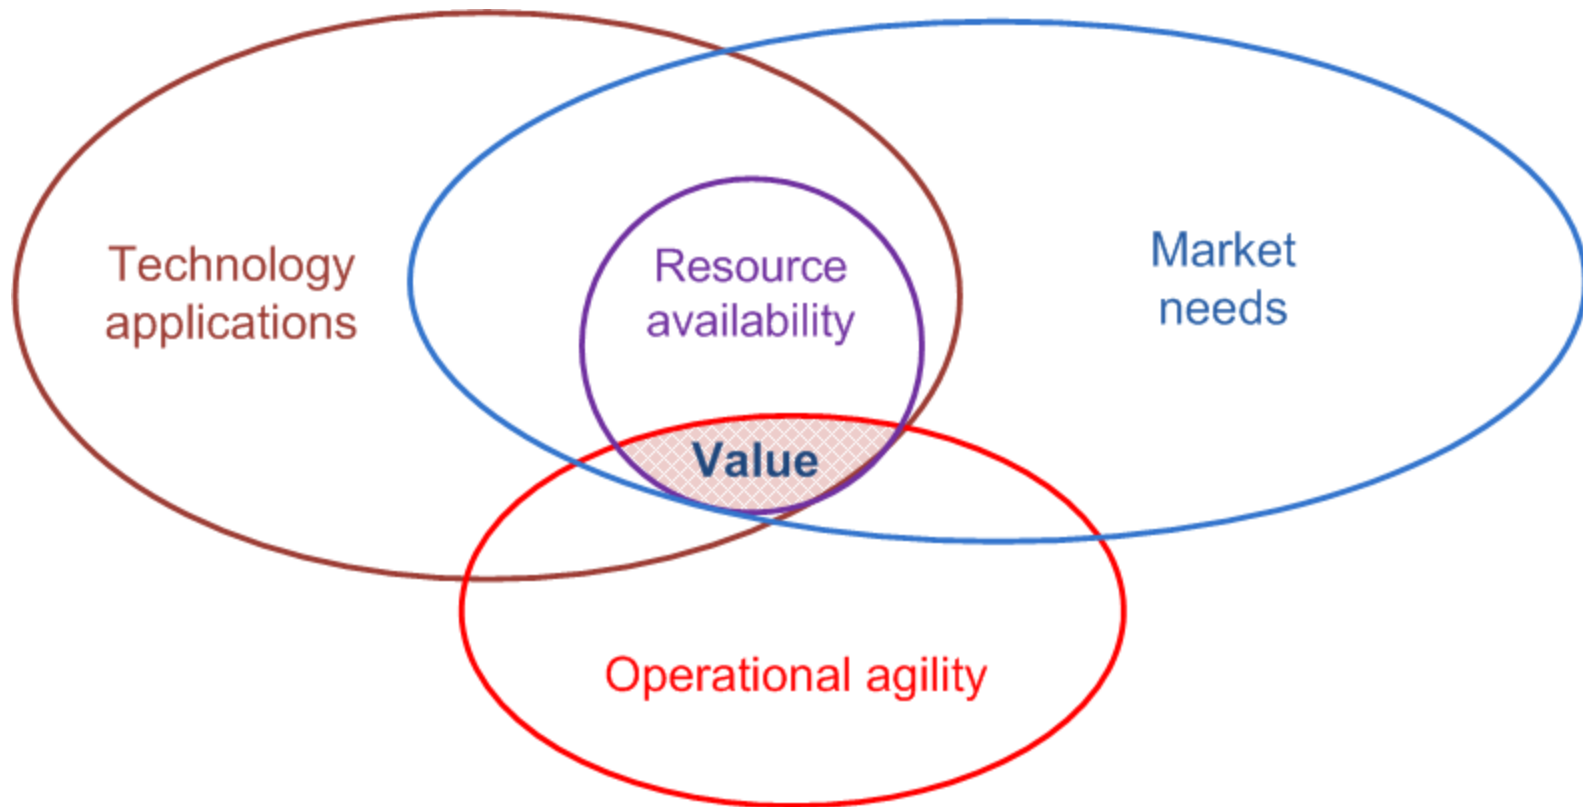 Technology
applications
Resource
availability
Market
needs
Value
Operational agility